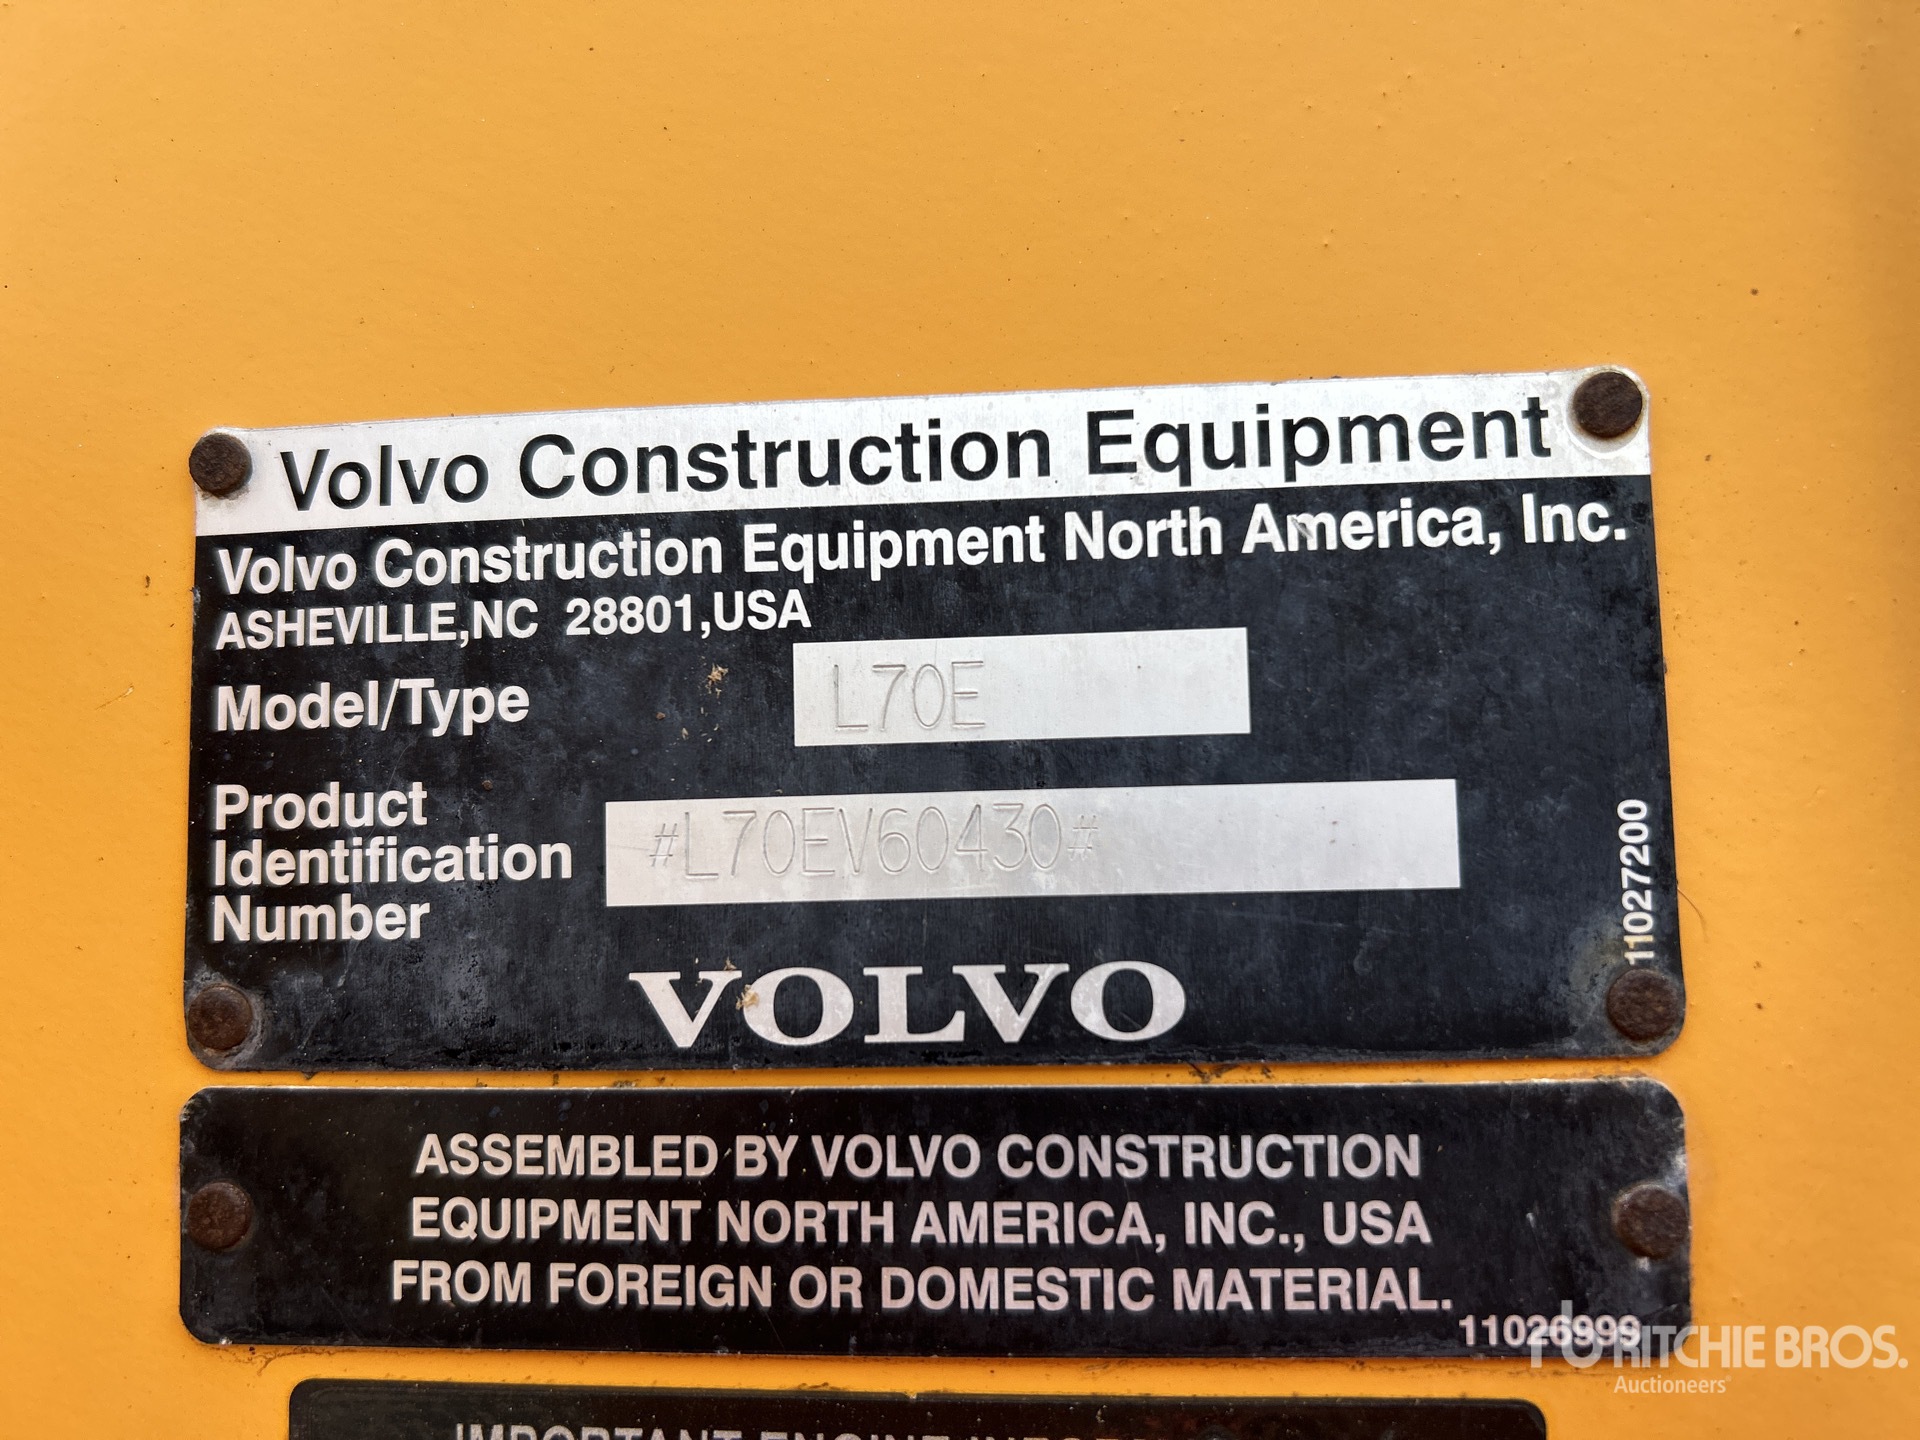 Volvo Construction Equipment
Volvo Construction Equipment North America, Inc.
ASHEVILLE,NC 28801,USA
Model/Type L70E
Product
Identification
Number
#L70EV60430#
11027200
VOLVO
ASSEMBLED BY VOLVO CONSTRUCTION
EQUIPMENT NORTH AMERICA, INC., USA
FROM FOREIGN OR DOMESTIC MATERIAL.
11026999
RITCHIE BROS.
Auctioneers
IMPORTANT ENGINE